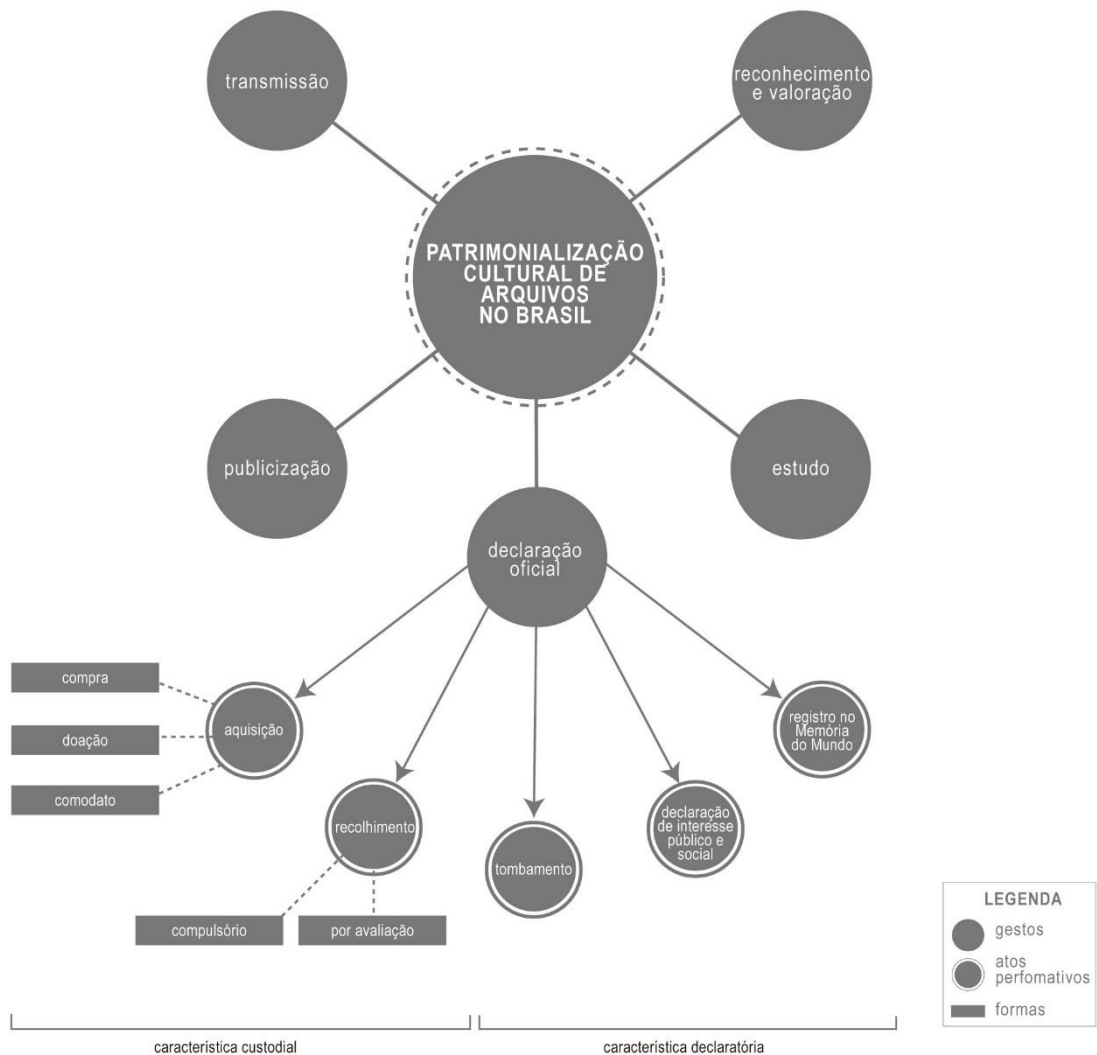 transmissão
reconhecimento
e valoração
PATRIMONIALIZAÇÃO
CULTURAL DE
ARQUIVOS
NO BRASIL
publicização
estudo
declaração
oficial
compra
doação
comodato
aquisição
registro no
Memória
do Mundo
recolhimento
declaração
de interesse
público e
social
tombamento
compulsório
por avaliação
LEGENDA
gestos
atos
perfomativos
formas
característica custodial
característica declaratória